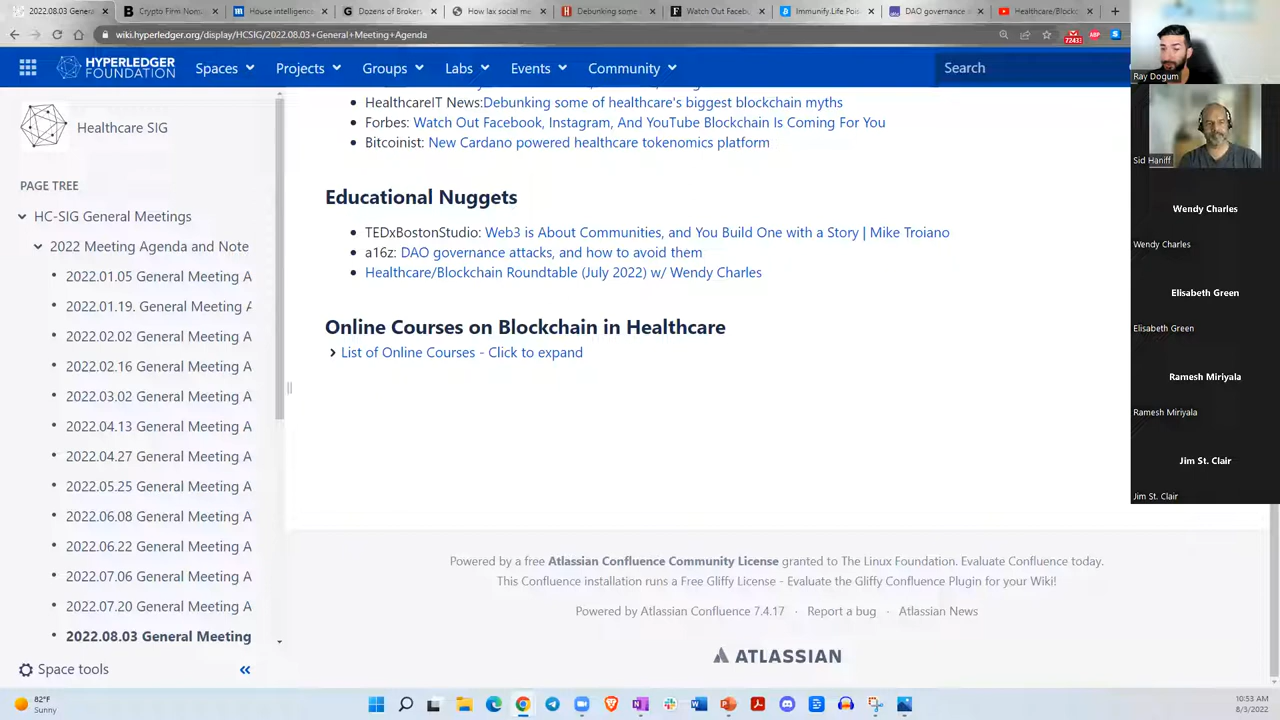 2022.08.03 Gener
Crypto Firm Nom
House intelligence
Dozens of Broker
How lax social me
Debunking some
Watch Out Faceb
Immunify.Life Poi
DAO governance
Healthcare/Block
wiki.hyperledger.org/display/HCSIG/2022.08.03+General+Meeting+Agenda
ABP
HYPERLEDGER
FOUNDATION
Spaces
Projects
Groups
Labs
Events
Community
Search
Healthcare SIG
PAGE TREE
HC-SIG General Meetings
2022 Meeting Agenda and Note
2022.01.05 General Meeting A
2022.01.19. General Meeting A
2022.02.02 General Meeting A
2022.02.16 General Meeting A
2022.03.02 General Meeting A
2022.04.13 General Meeting A
2022.04.27 General Meeting A
2022.05.25 General Meeting A
2022.06.08 General Meeting A
2022.06.22 General Meeting A
2022.07.06 General Meeting A
2022.07.20 General Meeting A
2022.08.03 General Meeting
Space tools
HealthcareIT News:Debunking some of healthcare's biggest blockchain myths
Forbes: Watch Out Facebook, Instagram, And YouTube Blockchain Is Coming For You
Bitcoinist: New Cardano powered healthcare tokenomics platform
Educational Nuggets
TEDxBostonStudio: Web3 is About Communities, and You Build One with a Story | Mike Troiano
a16z: DAO governance attacks, and how to avoid them
Healthcare/Blockchain Roundtable (July 2022) w/ Wendy Charles
Online Courses on Blockchain in Healthcare
List of Online Courses - Click to expand
Powered by a free Atlassian Confluence Community License granted to The Linux Foundation. Evaluate Confluence today.
This Confluence installation runs a Free Gliffy License - Evaluate the Gliffy Confluence Plugin for your Wiki!
Powered by Atlassian Confluence 7.4.17 · Report a bug · Atlassian News
ATLASSIAN
Ray Dogum
Sid Haniff
Wendy Charles
Wendy Charles
Elisabeth Green
Elisabeth Green
Ramesh Miriyala
Ramesh Miriyala
Jim St. Clair
Jim St. Clair
82°F
Sunny
10:53 AM
8/3/2022